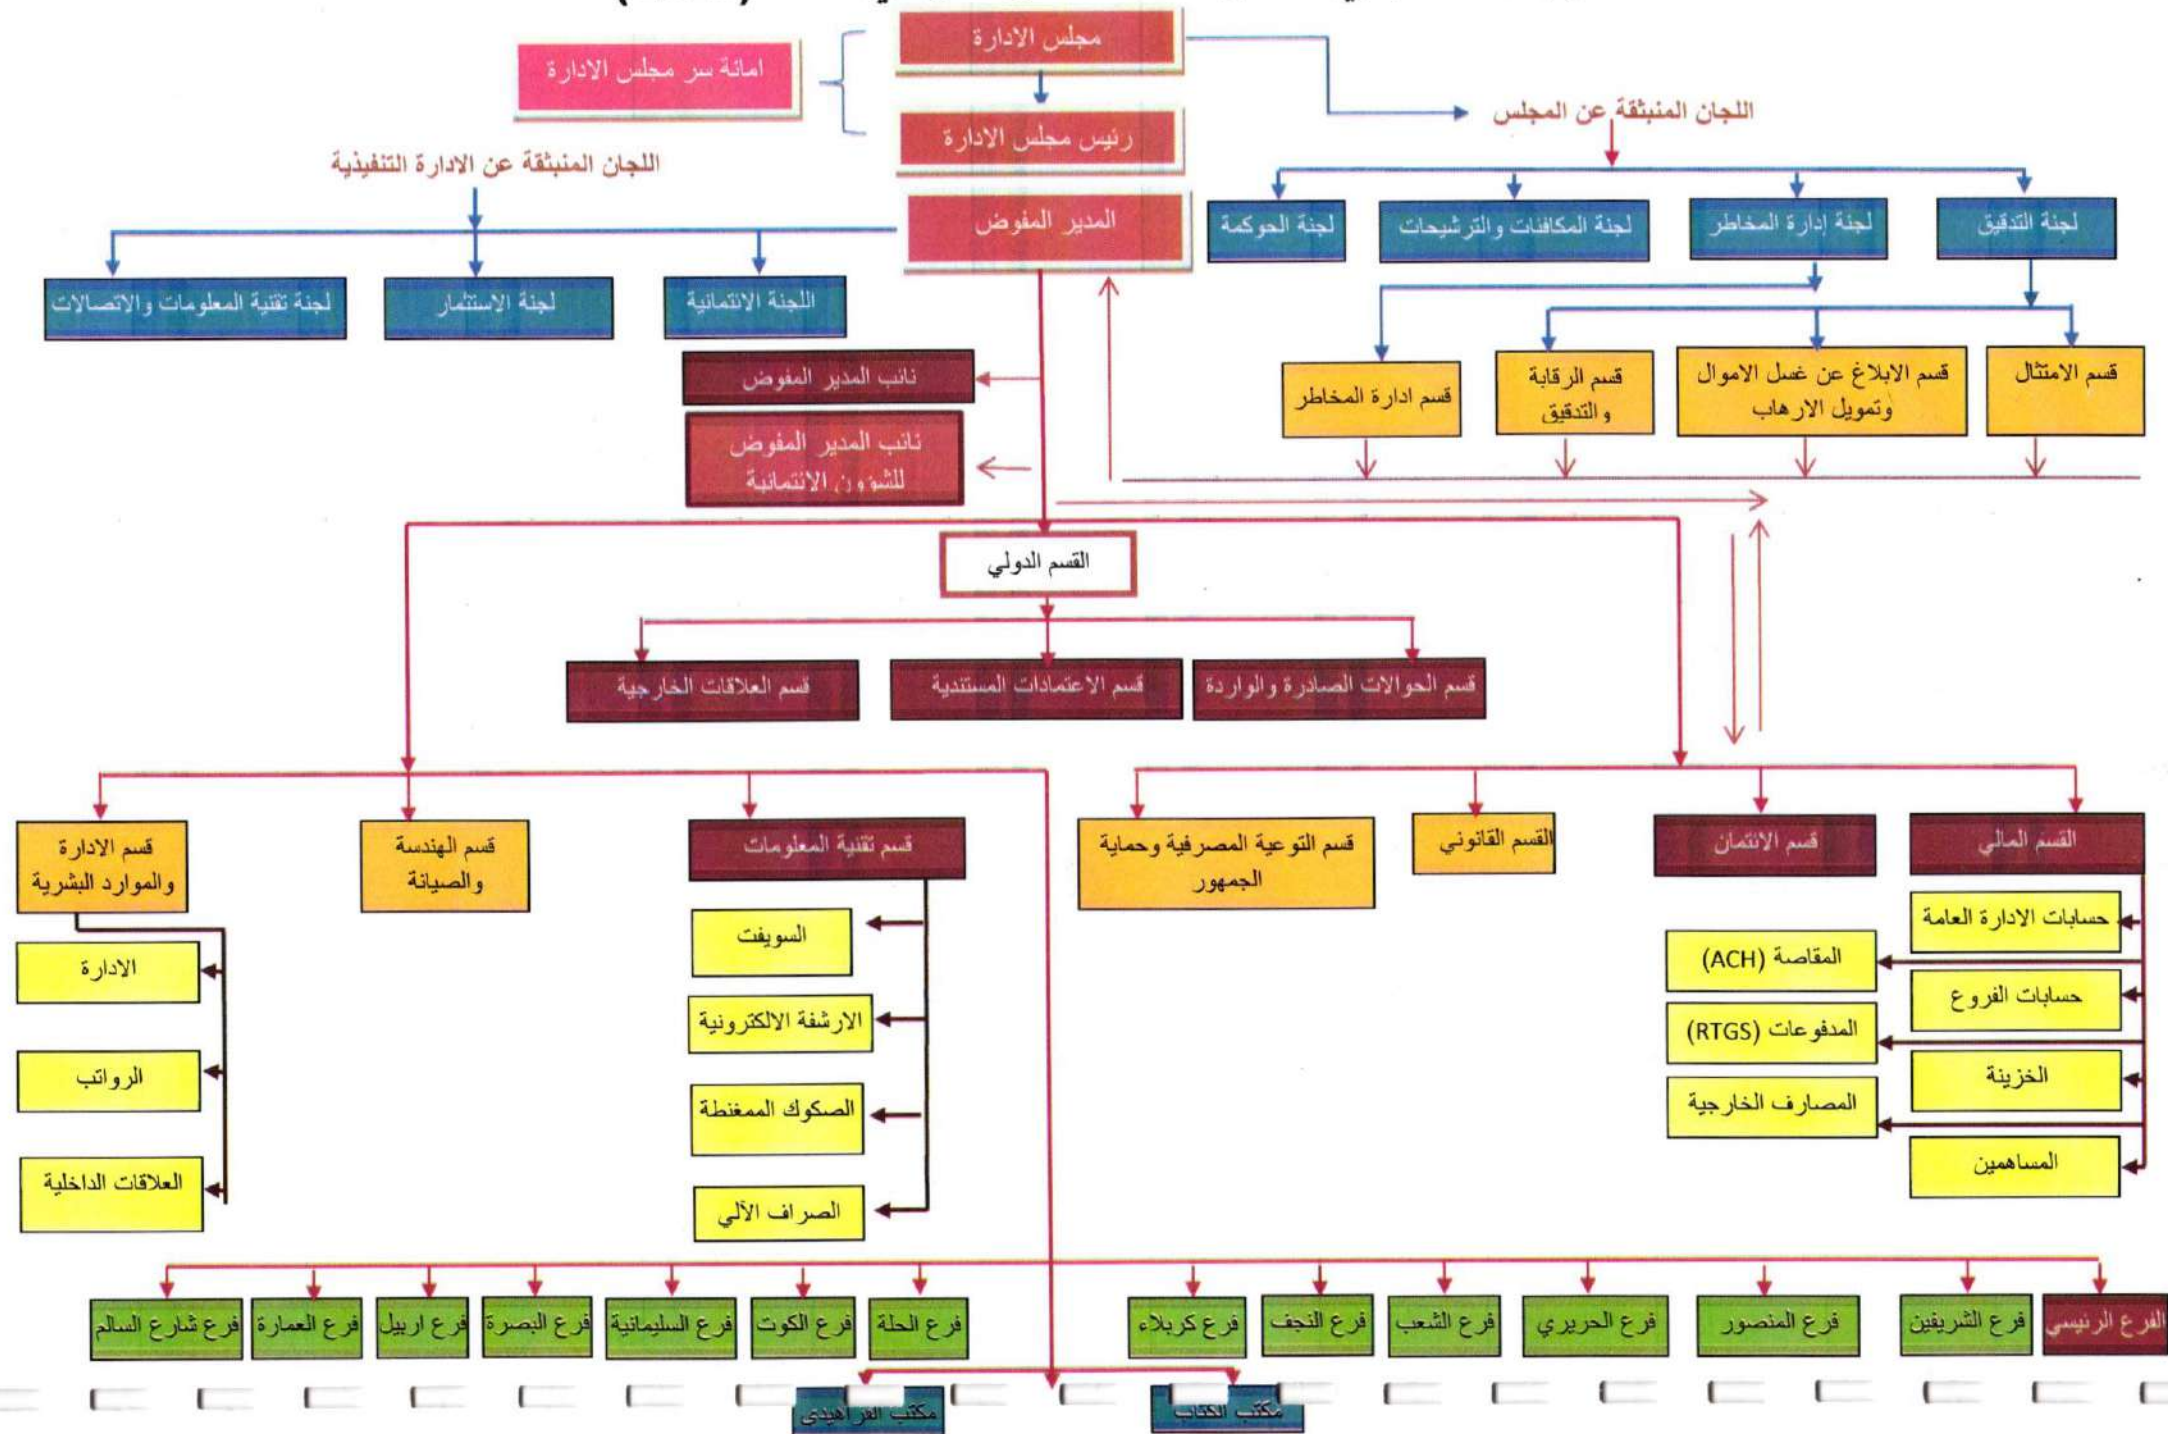 مجلس الادارة
امانة سر مجلس الادارة
رئيس مجلس الادارة
اللجان المنبثقة عن المجلس
اللجان المنبثقة عن الادارة التنفيذية
المدير المفوض
لجنة التدقيق
لجنة إدارة المخاطر
لجنة المكافئات والترشيحات
لجنة الحوكمة
اللجنة الائتمانية
لجنة الاستثمار
لجنة تقنية المعلومات والاتصالات
قسم الامتثال
قسم الابلاغ عن غسل الاموال
وتمويل الارهاب
قسم الرقابة
و التدقيق
قسم ادارة المخاطر
نائب المدير المفوض
نائب المدير المفوض
للشؤون الائتمانية
القسم الدولي
قسم الحوالات الصادرة والواردة
قسم الاعتمادات المستندية
قسم العلاقات الخارجية
القسم المالي
قسم الائتمان
القسم القانوني
قسم التوعية المصرفية وحماية
الجمهور
قسم تقنية المعلومات
قسم الهندسة
والصيانة
قسم الادارة
والموارد البشرية
حسابات الادارة العامة
المقاصة (ACH)
حسابات الفروع
المدفوعات (RTGS)
الخزينة
المصارف الخارجية
المساهمين
السويفت
الارشفة الالكترونية
الصكوك الممغنطة
الصراف الآلي
الادارة
الرواتب
العلاقات الداخلية
الفرع الرئيسي
فرع الشريفين
فرع المنصور
فرع الحريري
فرع الشعب
فرع النجف
فرع كربلاء
فرع الحلة
فرع الكوت
فرع السليمانية
فرع البصرة
فرع اربيل
فرع العمارة
فرع شارع السالم
مكتب الكتاب
مكتب الفراهيدي